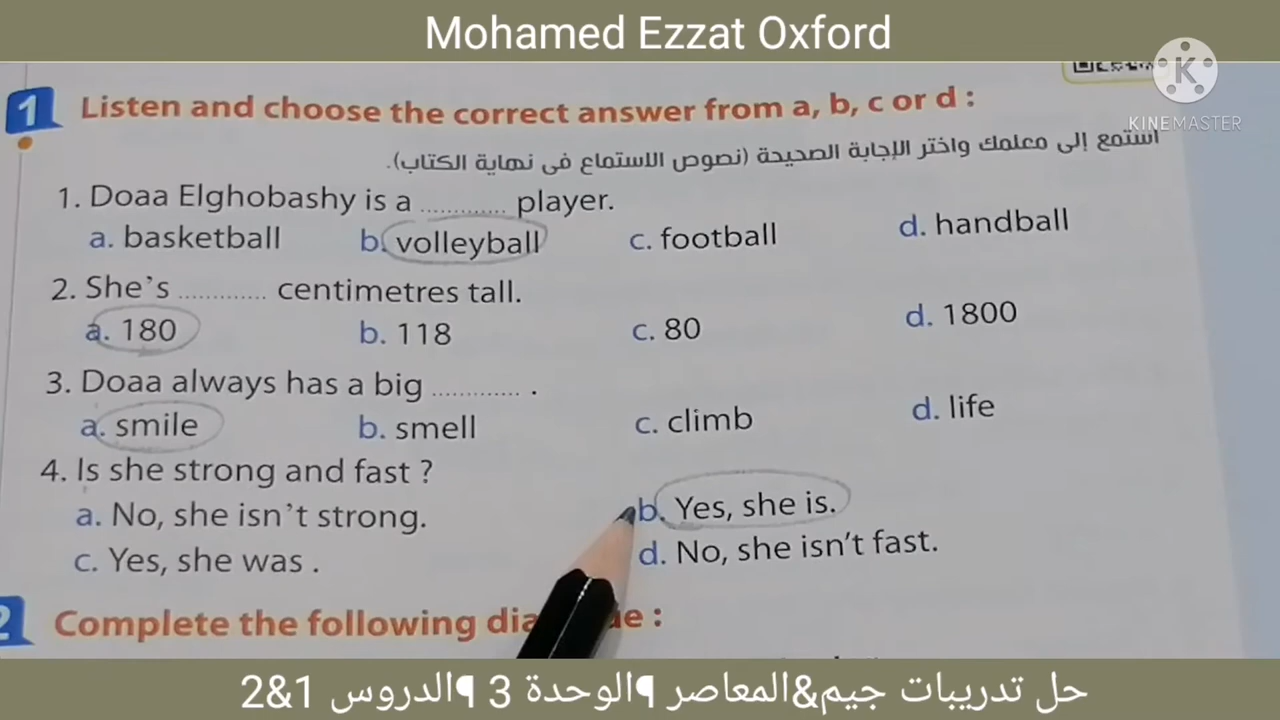 Mohamed Ezzat Oxford
KINEMASTER
1 Listen and choose the correct answer from a, b, c or d :
استمع إلى معلمك واختر الإجابة الصحيحة (نصوص الاستماع فى نهاية الكتاب).
1. Doaa Elghobashy is a ............ player.
a. basketball b. volleyball c. football d. handball
2. She's ............ centimetres tall.
a. 180 b. 118 c. 80 d. 1800
3. Doaa always has a big ............ .
a. smile b. smell c. climb d. life
4. Is she strong and fast ?
a. No, she isn't strong. b. Yes, she is.
c. Yes, she was . d. No, she isn't fast.
2 Complete the following :
حل تدريبات جيم&المعاصر ¶الوحدة 3 ¶الدروس 1&2